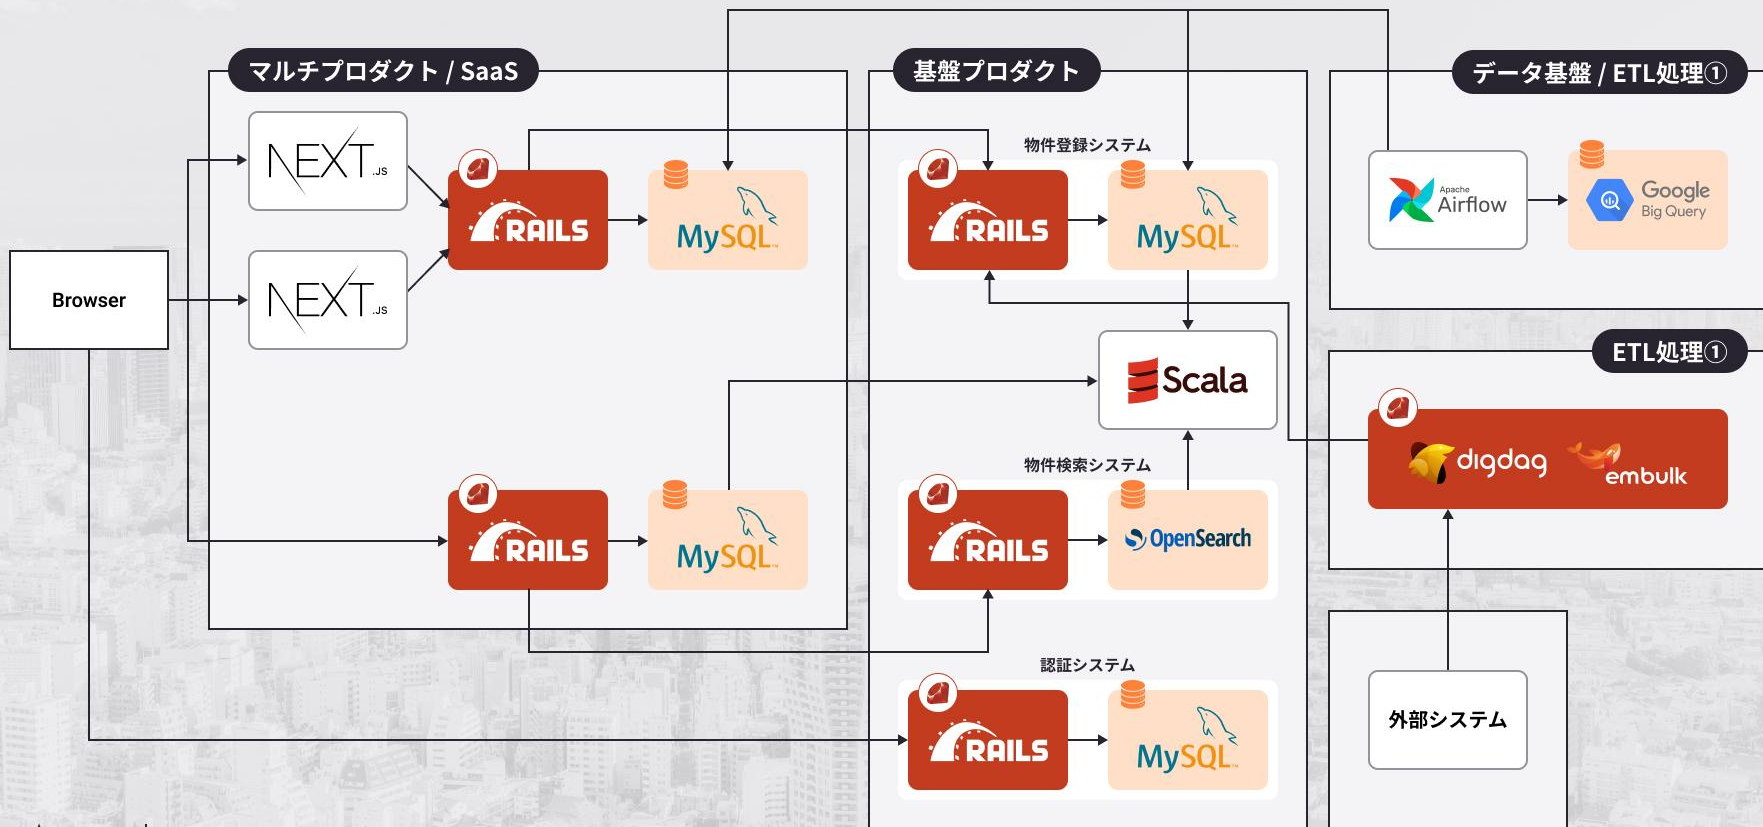 マルチプロダクト / SaaS
基盤プロダクト
データ基盤 / ETL処理①
NEXT.JS
物件登録システム
RAILS
MySQL™
RAILS
MySQL™
Apache
Airflow
Google
Big Query
NEXT.JS
Browser
ETL処理①
Scala
digdag
embulk
物件検索システム
RAILS
MySQL™
RAILS
OpenSearch
認証システム
RAILS
MySQL™
外部システム